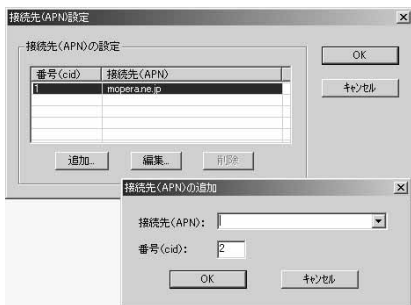 接続先(APN)設定
接続先(APN)の設定
番号(cid) 接続先(APN)
1 mopera.ne.jp
追加... 編集... 削除
OK
キャンセル
接続先(APN)の追加
接続先(APN):
番号(cid): 2
OK キャンセル